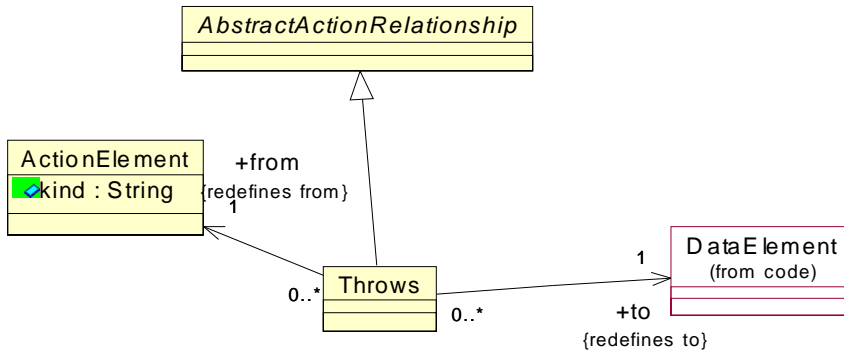 AbstractActionRelationship
ActionElement
kind : String
+from
{redefines from}
1
Throws
0..*
0..*
1
DataElement
(from code)
+to
{redefines to}